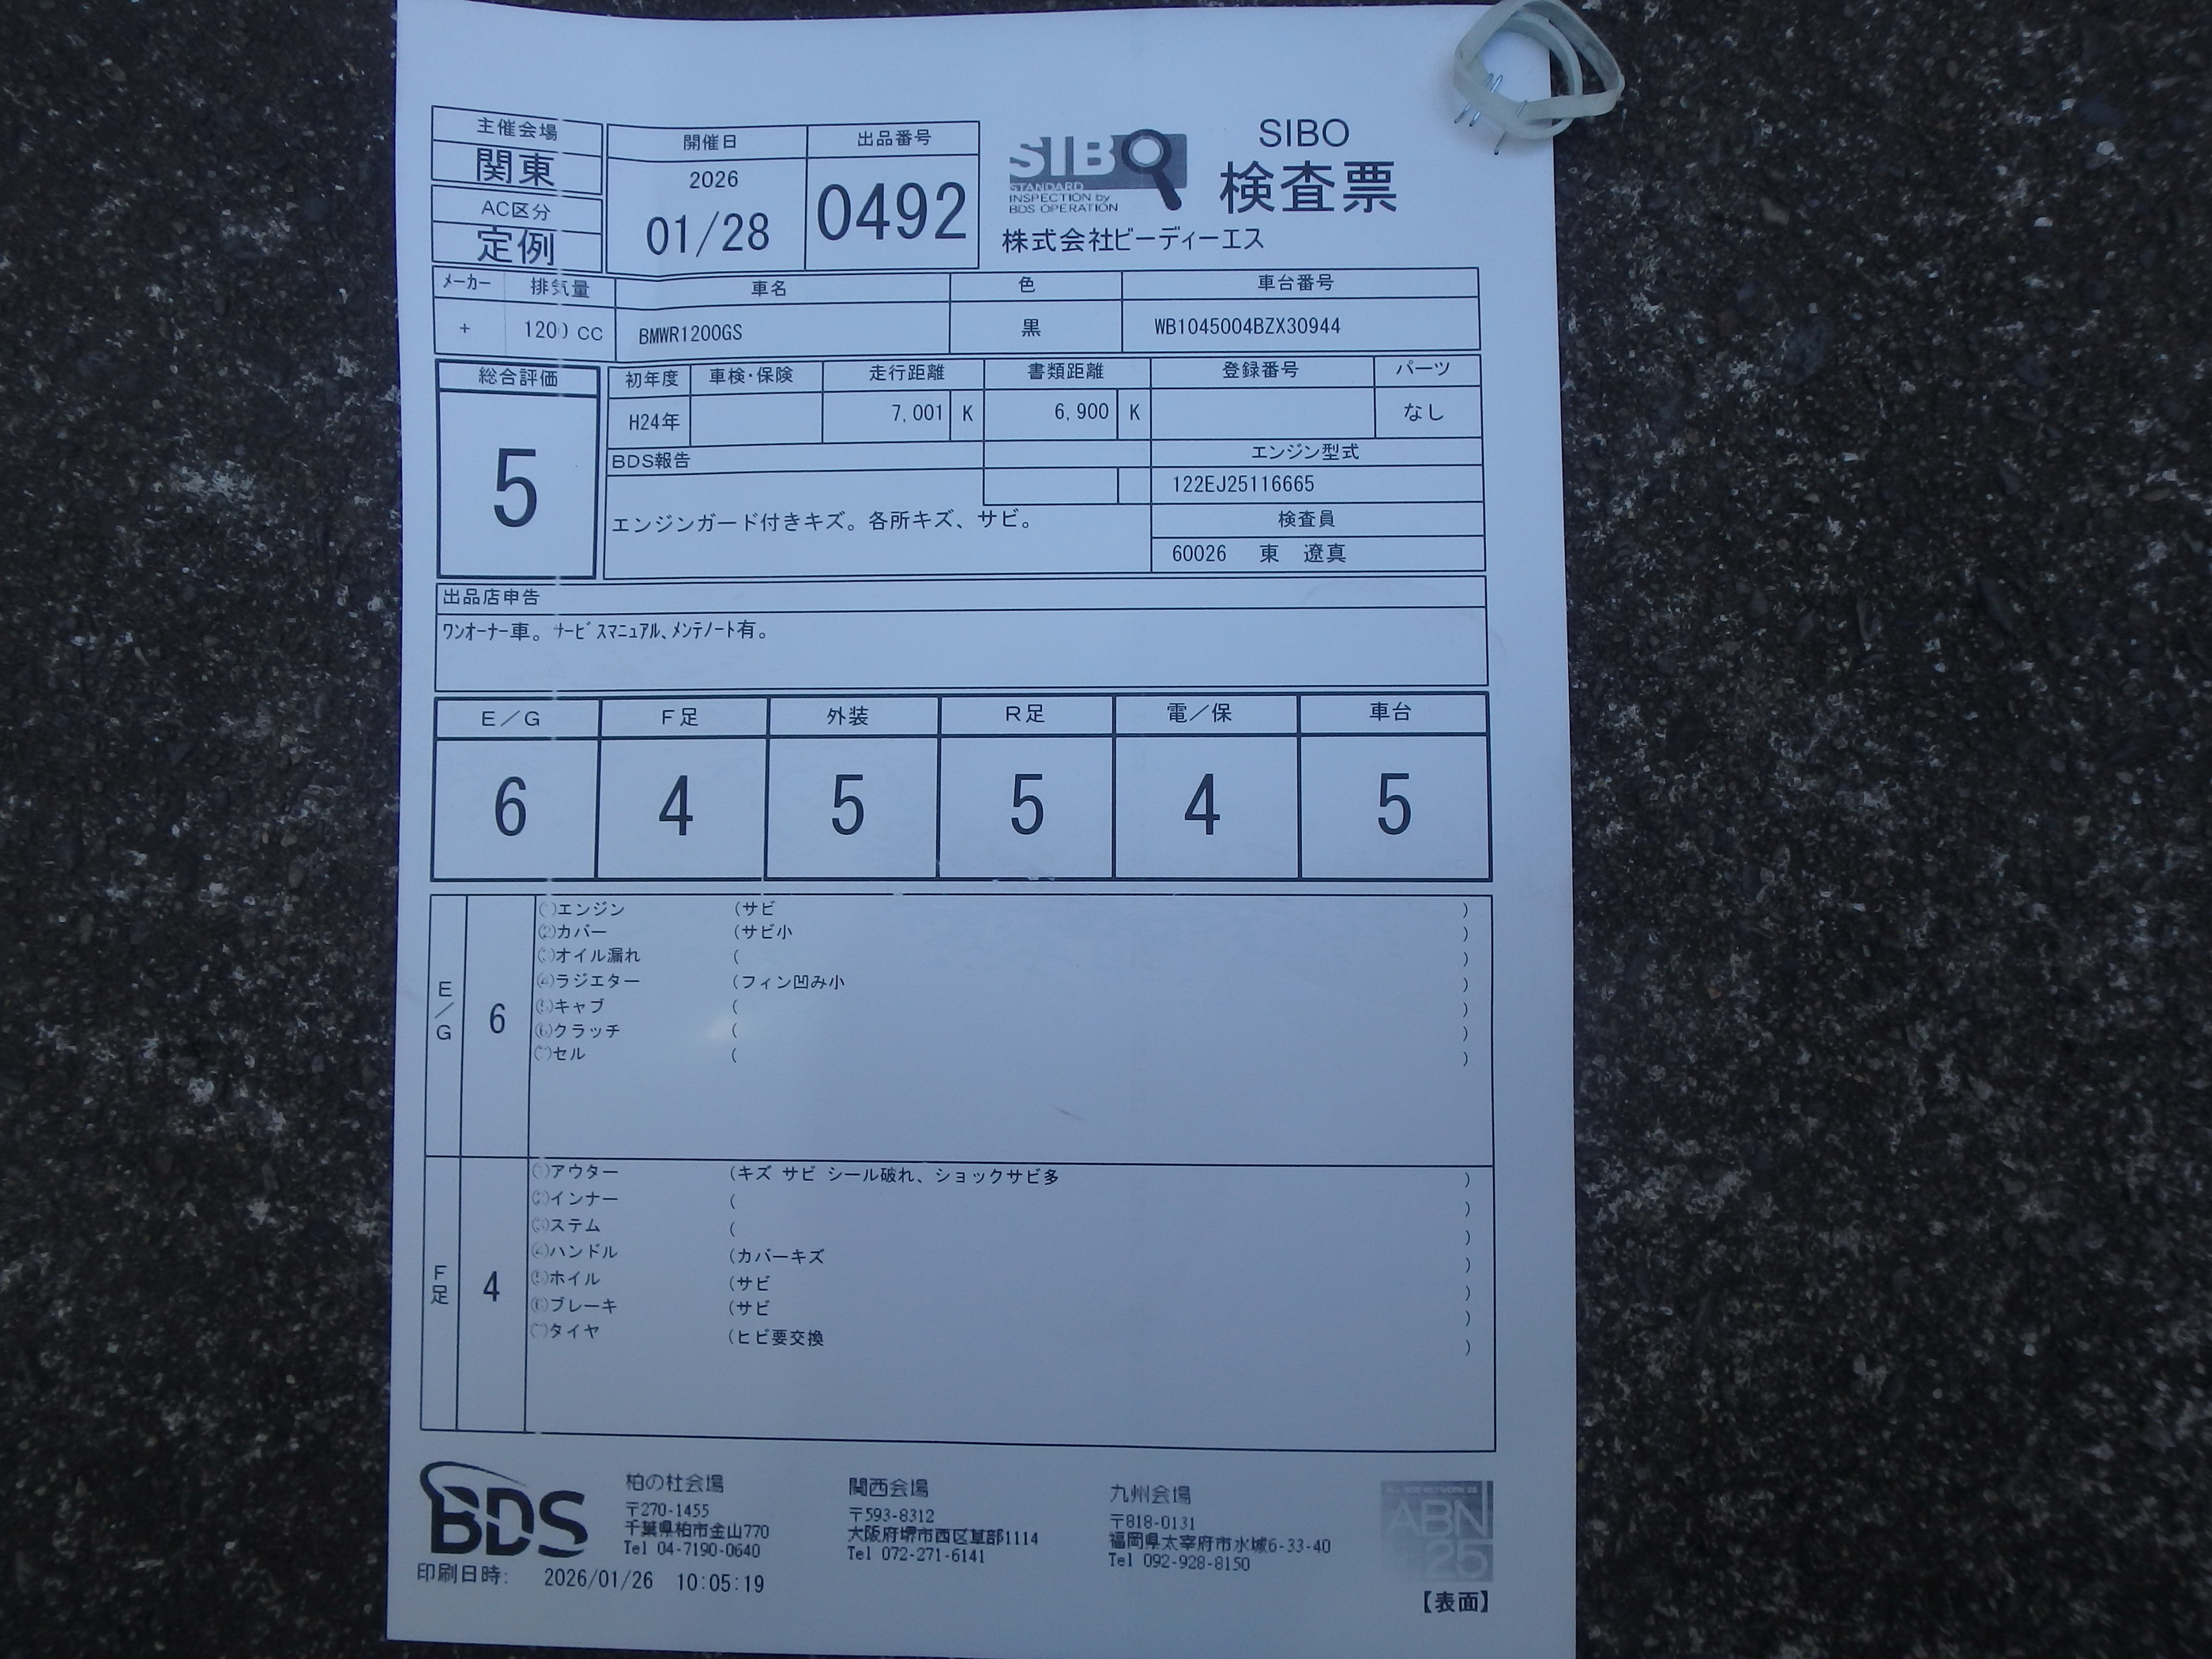 主催会場
関東
AC区分
定例
開催日
2026
01/28
出品番号
0492
SIBO
STANDARD
INSPECTION by
BDS OPERATION
SIBO
検査票
株式会社ビーディーエス
メーカー 排気量 車名 色 車台番号
+ 1200 CC BMWR1200GS 黒 WB1045004BZX30944
総合評価
5
初年度 車検・保険 走行距離 書類距離 登録番号 パーツ
H24年 7,001 K 6,900 K なし
BDS報告
エンジンガード付きキズ。各所キズ、サビ。
エンジン型式
122EJ25116665
検査員
60026 東 遼真
出品店申告
ワンオーナー車。サービスマニュアル、メンテノート有。
E/G F足 外装 R足 電/保 車台
6 4 5 5 4 5
E/G
6
①エンジン (サビ )
②カバー (サビ小 )
③オイル漏れ ( )
④ラジエター (フィン凹み小 )
⑤キャブ ( )
⑥クラッチ ( )
⑦セル ( )
F足
4
①アウター (キズ サビ シール破れ、ショックサビ多 )
②インナー ( )
③ステム ( )
④ハンドル (カバーキズ )
⑤ホイル (サビ )
⑥ブレーキ (サビ )
⑦タイヤ (ヒビ要交換 )
BDS
柏の杜会場
〒270-1455
千葉県柏市金山770
Tel 04-7190-0640
関西会場
〒593-8312
大阪府堺市西区草部1114
Tel 072-271-6141
九州会場
〒818-0131
福岡県太宰府市水城6-33-40
Tel 092-928-8150
ABN
25
印刷日時: 2026/01/26 10:05:19
【表面】